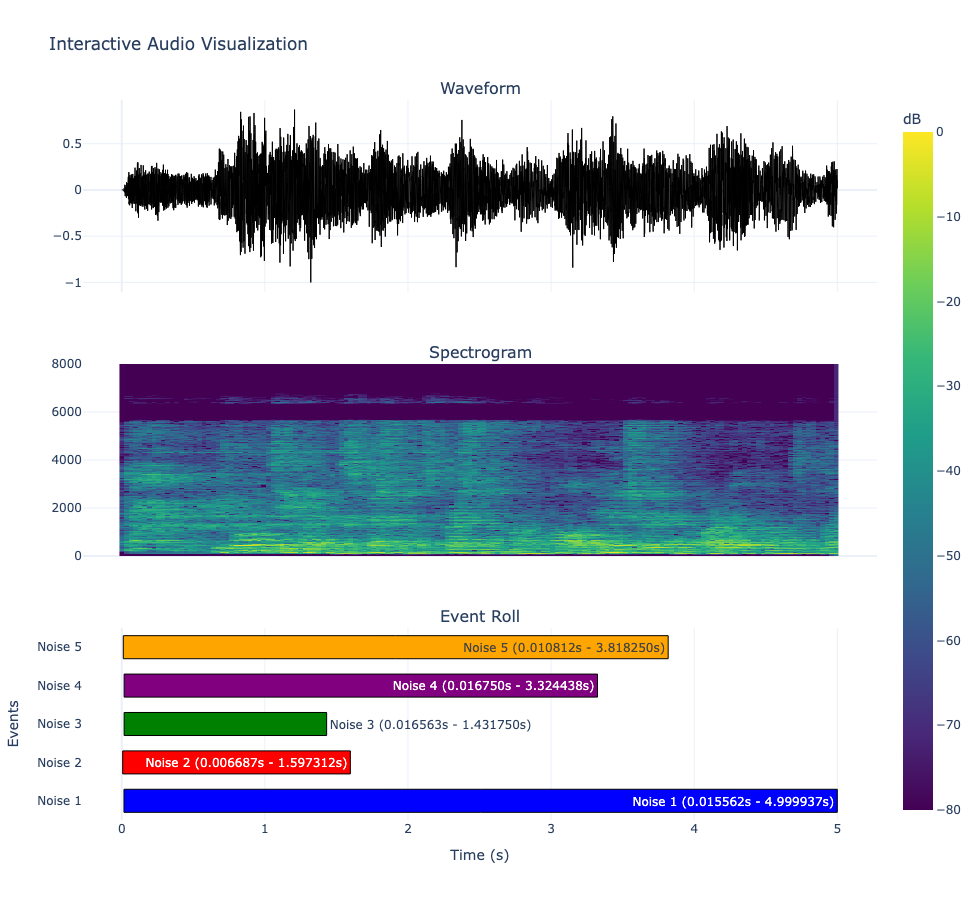 Interactive Audio Visualization
Waveform
dB
0.5
0
−0.5
−1
Spectrogram
8000
6000
4000
2000
0
Event Roll
Events
Noise 5
Noise 5 (0.010812s - 3.818250s)
Noise 4
Noise 4 (0.016750s - 3.324438s)
Noise 3
Noise 3 (0.016563s - 1.431750s)
Noise 2
Noise 2 (0.006687s - 1.597312s)
Noise 1
Noise 1 (0.015562s - 4.999937s)
0 1 2 3 4 5
Time (s)
0
−10
−20
−30
−40
−50
−60
−70
−80